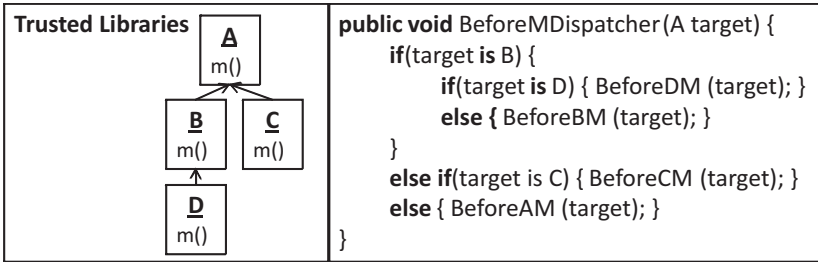 Trusted Libraries
A
m()
B
m()
C
m()
D
m()
public void BeforeMDispatcher(A target) {
if(target is B) {
if(target is D) { BeforeDM (target); }
else { BeforeBM (target); }
}
else if(target is C) { BeforeCM (target); }
else { BeforeAM (target); }
}